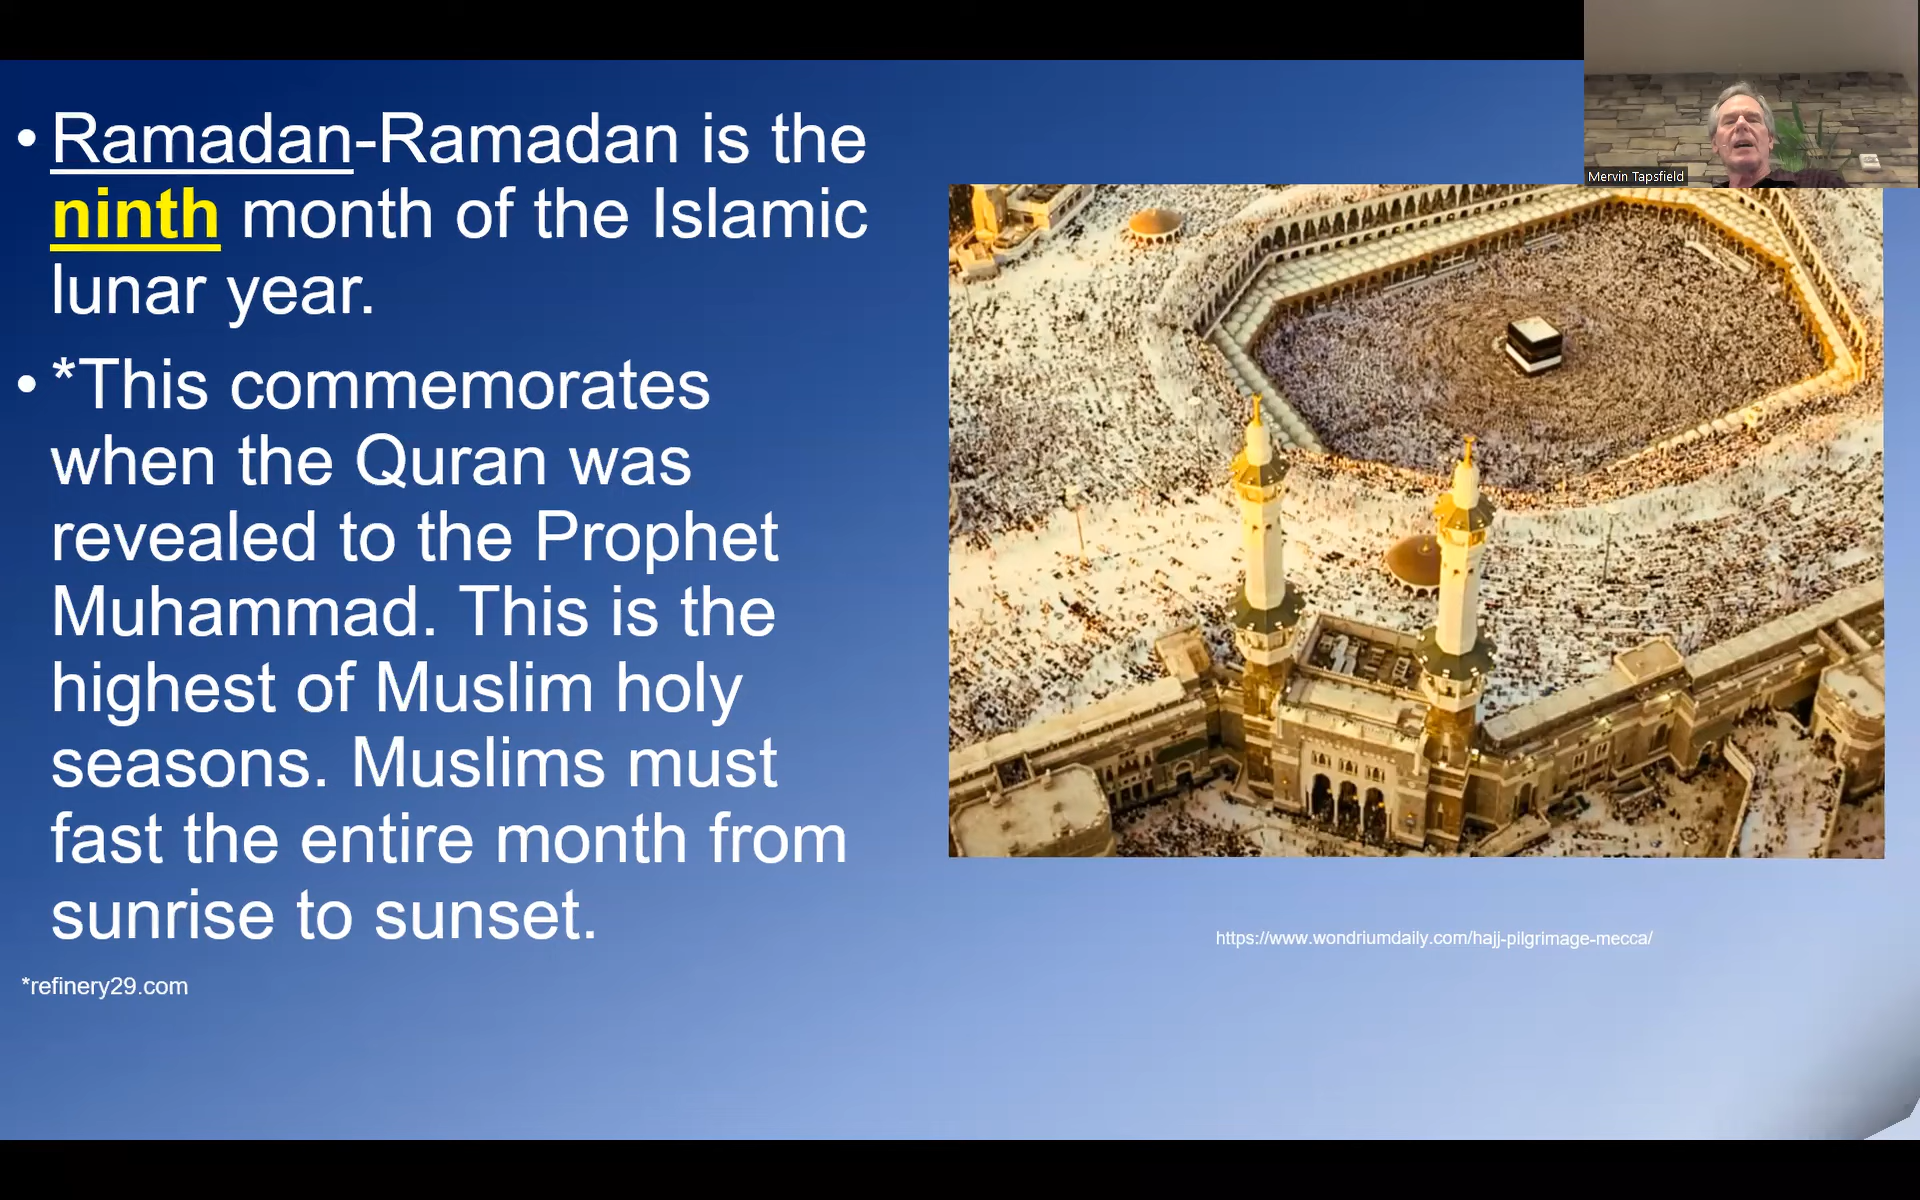 • Ramadan-Ramadan is the
ninth month of the Islamic
lunar year.
• *This commemorates
when the Quran was
revealed to the Prophet
Muhammad. This is the
highest of Muslim holy
seasons. Muslims must
fast the entire month from
sunrise to sunset.
*refinery29.com
Mervin Tapsfield
https://www.wondriumdaily.com/hajj-pilgrimage-mecca/